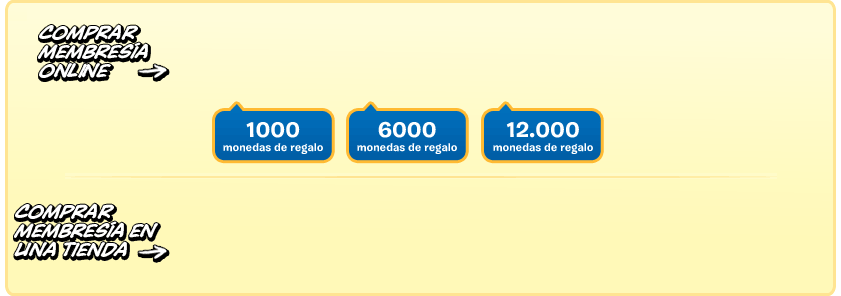 COMPRAR
MEMBRESÍA
ONLINE
1000
monedas de regalo
6000
monedas de regalo
12.000
monedas de regalo
COMPRAR
MEMBRESÍA EN
UNA TIENDA